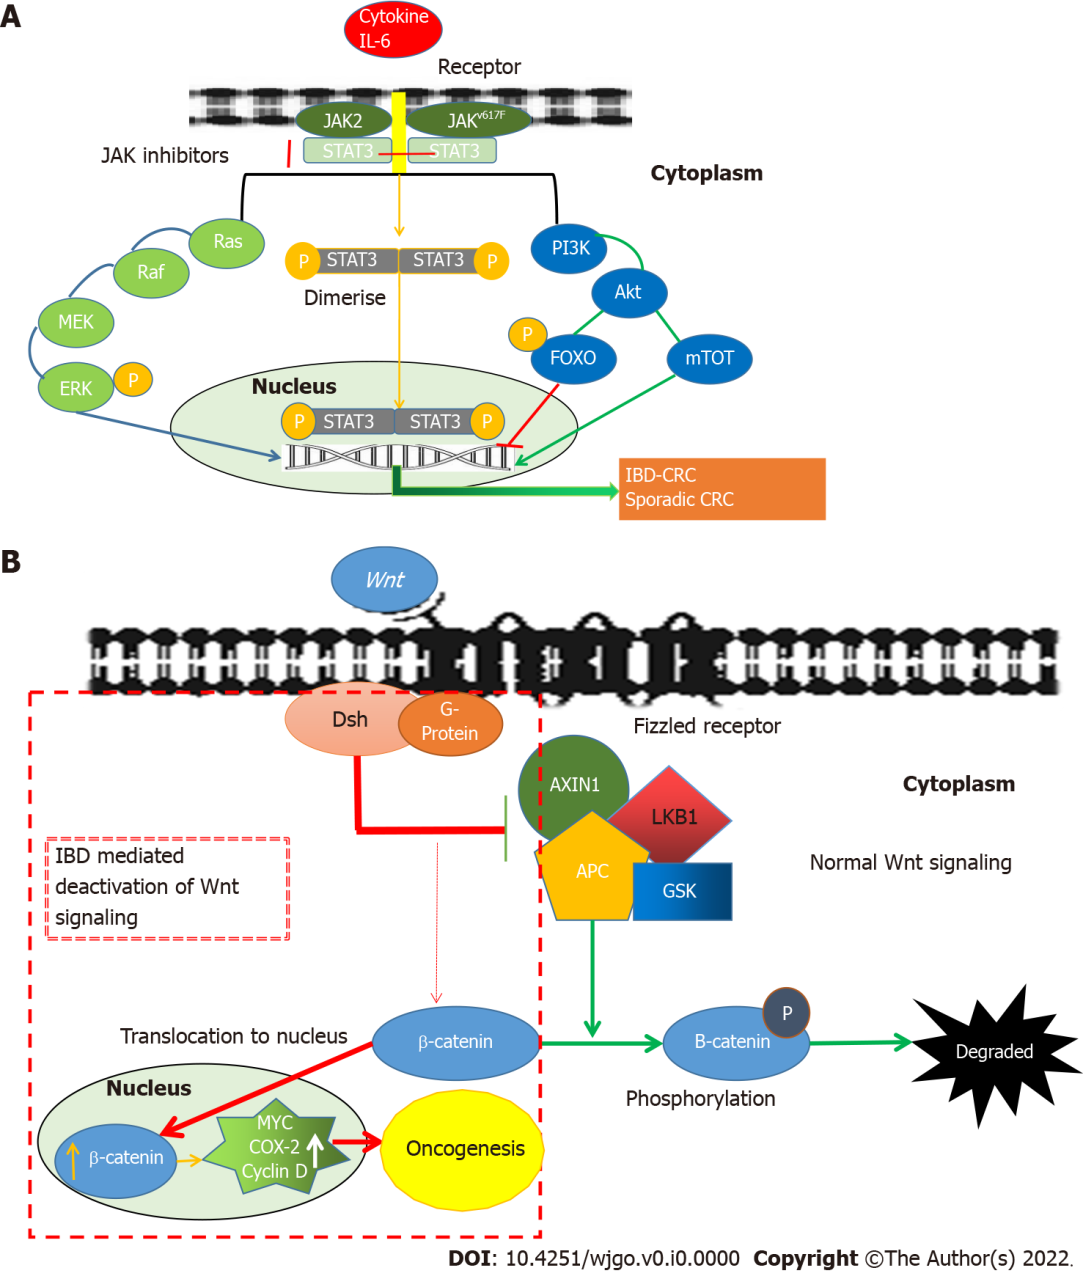 A
Cytokine
IL-6
Receptor
JAK2
JAKv617F
STAT3
STAT3
JAK inhibitors
Cytoplasm
Ras
PI3K
P
STAT3
STAT3
P
Raf
Akt
Dimerise
MEK
P
FOXO
mTOT
ERK
P
Nucleus
P
STAT3
STAT3
P
IBD-CRC
Sporadic CRC
B
Wnt
Dsh
G-
Protein
Fizzled receptor
AXIN1
Cytoplasm
LKB1
IBD mediated
deactivation of Wnt
signaling
APC
GSK
Normal Wnt signaling
P
Translocation to nucleus
β-catenin
B-catenin
Degraded
Nucleus
Phosphorylation
MYC
COX-2
Cyclin D
β-catenin
Oncogenesis
DOI: 10.4251/wjgo.v0.i0.0000 Copyright ©The Author(s) 2022.